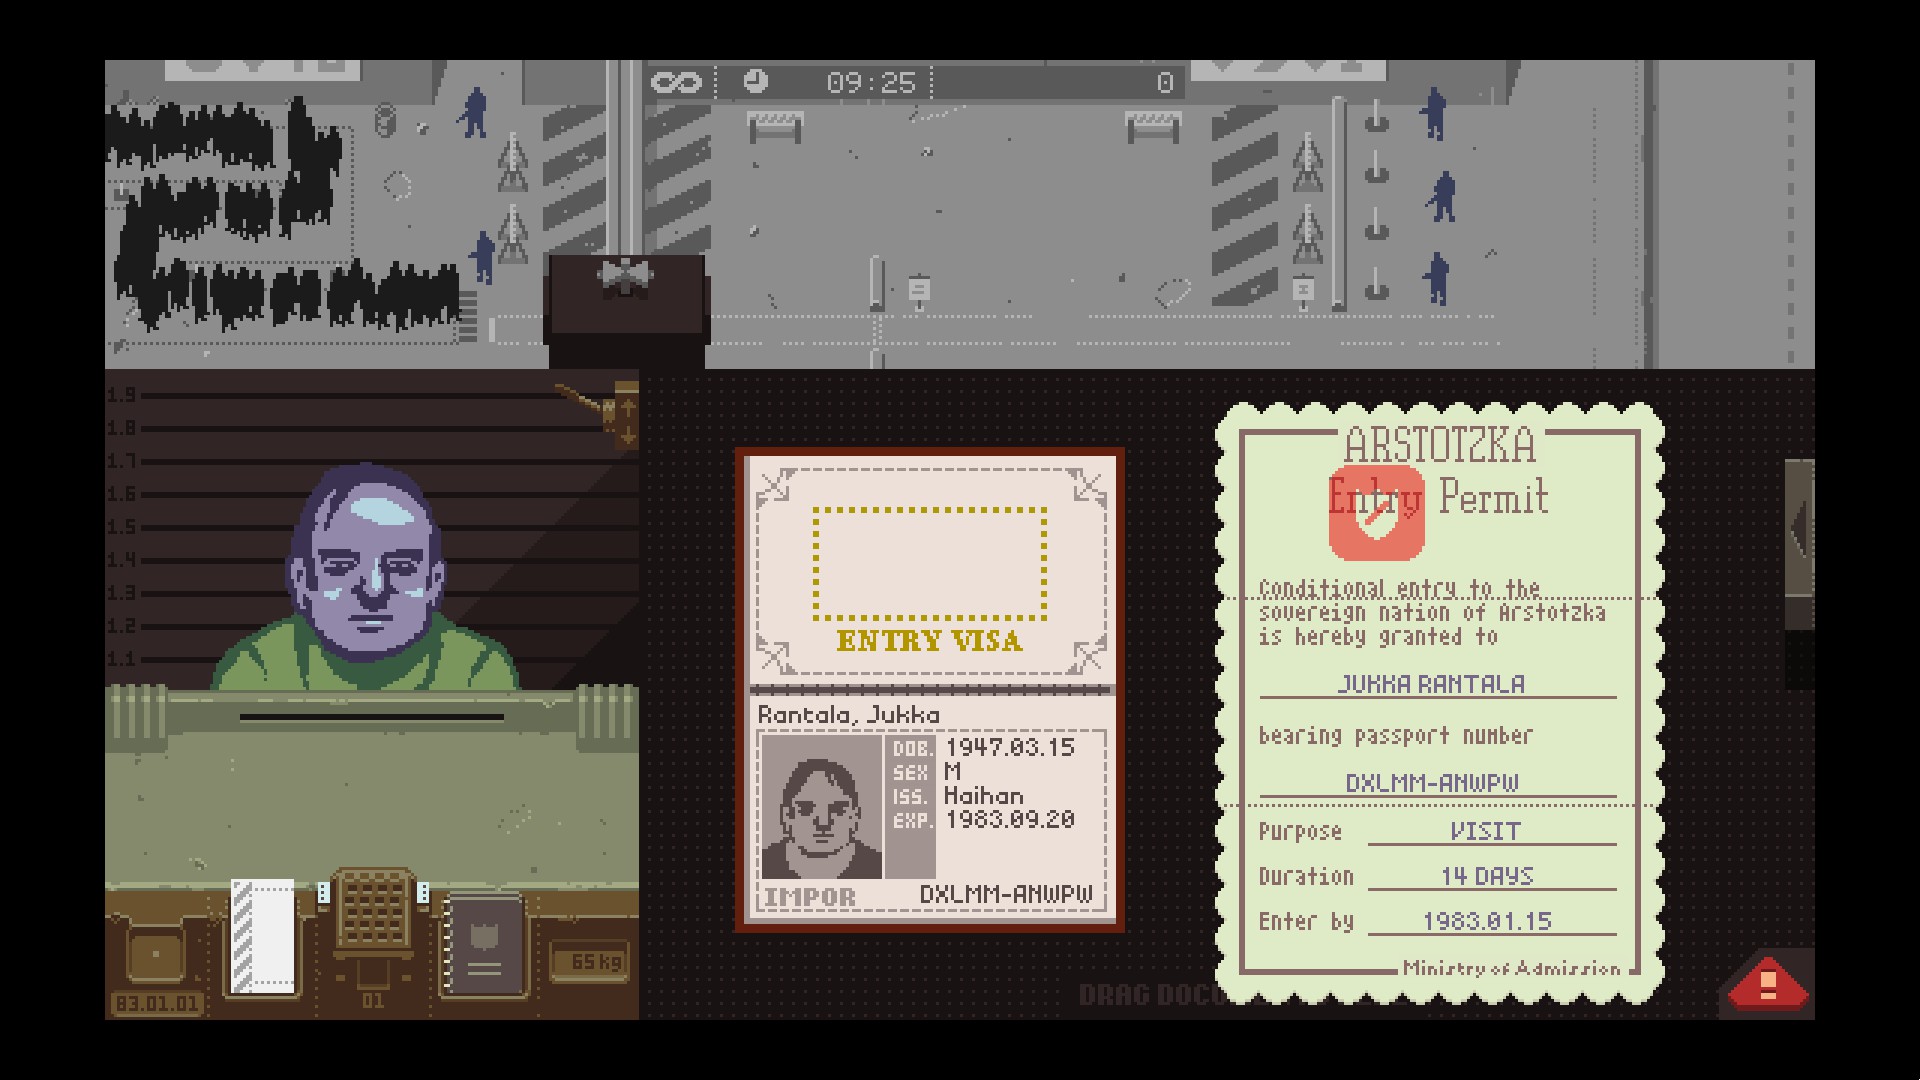 09:25
0
1.9
1.8
1.7
1.6
1.5
1.4
1.3
1.2
1.1
ENTRY VISA
Rantala, Jukka
DOB. 1947.03.15
SEX M
ISS. Haihan
EXP. 1983.09.20
IMPOR DXLMM-ANWPW
ARSTOTZKA
Entry Permit
Conditional entry to the
sovereign nation of Arstotzka
is hereby granted to
JUKKA RANTALA
bearing passport number
DXLMM-ANWPW
Purpose VISIT
Duration 14 DAYS
Enter by 1983.01.15
Ministry of Admission
65 kg
83.01.01
01
DRAG